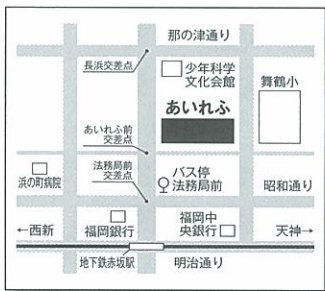 那の津通り
長浜交差点
少年科学
文化会館
舞鶴小
あいれふ
あいれふ前
交差点
法務局前
交差点
浜の町病院
バス停
法務局前
昭和通り
←西新
福岡銀行
福岡中
央銀行
天神→
地下鉄赤坂駅
明治通り